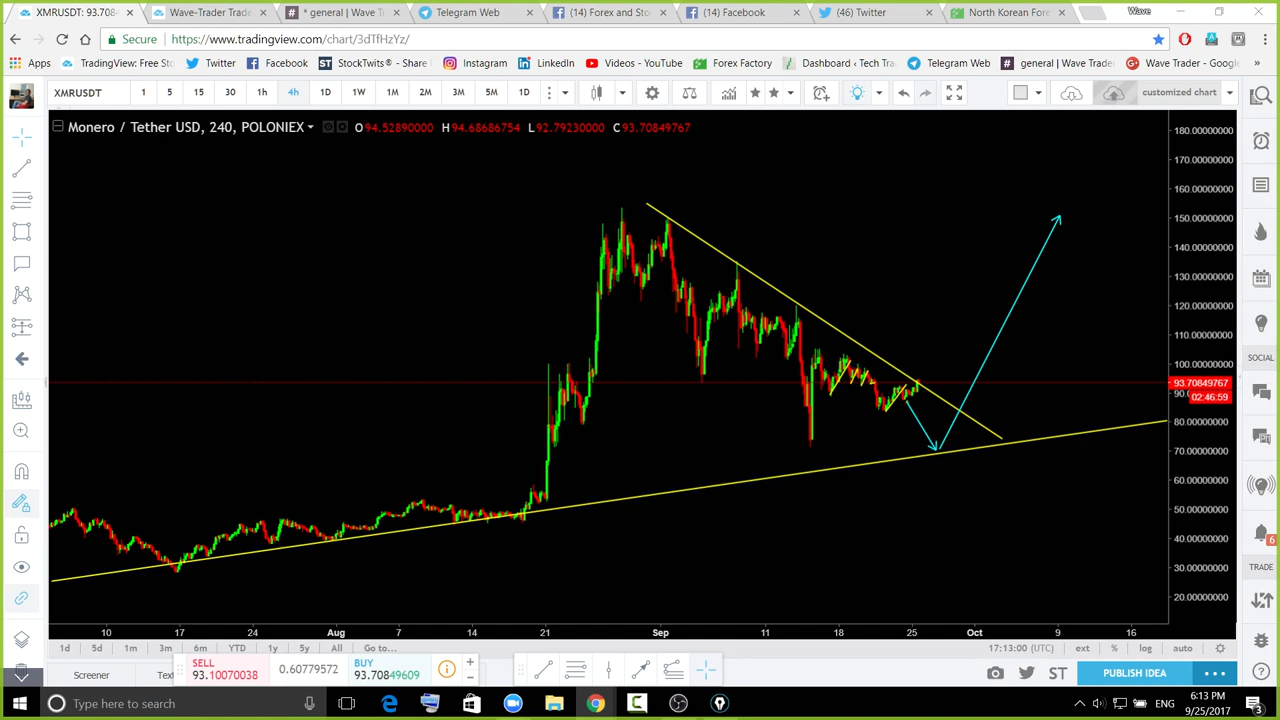 XMRUSDT: 93.7084 Wave-Trader Trade * general | Wave Tr Telegram Web (14) Forex and Stoc (14) Facebook (46) Twitter North Korean Fore Wave
Secure https://www.tradingview.com/chart/3dTfHzYz/
Apps TradingView: Free Sto Twitter Facebook StockTwits® - Share Instagram LinkedIn Videos - YouTube Forex Factory Dashboard ‹ Tech Tra Telegram Web general | Wave Trade Wave Trader - Googl »
XMRUSDT 1 5 15 30 1h 4h 1D 1W 1M 2M 3M 5M 1D customized chart
Monero / Tether USD, 240, POLONIEX O 94.52890000 H 94.68686754 L 92.79230000 C 93.70849767
180.00000000
170.00000000
160.00000000
150.00000000
140.00000000
130.00000000
120.00000000
110.00000000
100.00000000
SOCIAL
93.70849767
02:46:59
80.00000000
70.00000000
60.00000000
50.00000000
40.00000000
6
30.00000000
TRADE
20.00000000
10 17 24 Aug 7 14 21 Sep 11 18 25 Oct 9 16
1d 5d 1m 3m 6m YTD 1y 5y All Go to... 17:13:00 (UTC) ext % log auto
Screener SELL 93.10070038 0.60779572 BUY 93.70849609 + - ST PUBLISH IDEA
Type here to search ENG 6:13 PM 9/25/2017 3